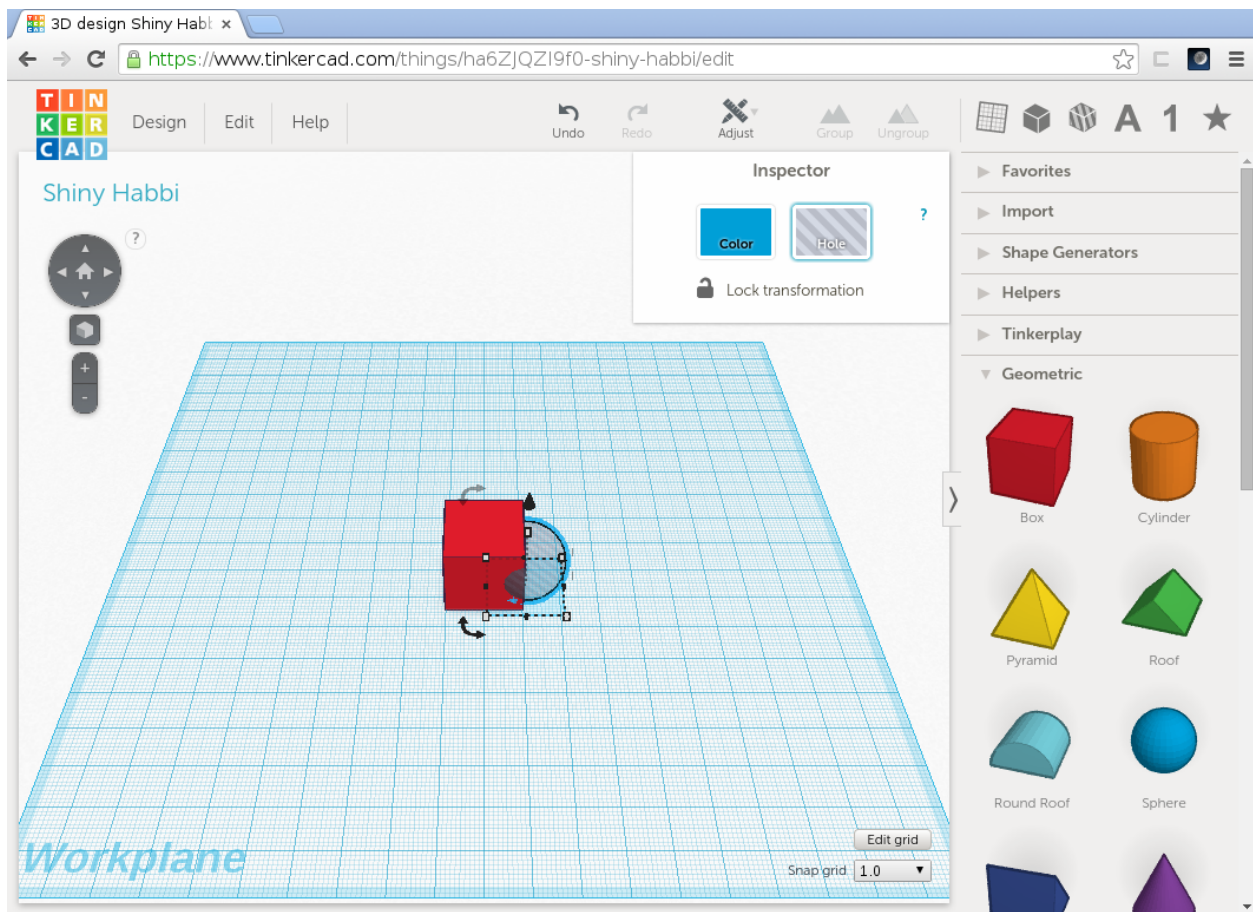 3D design Shiny Hab
https://www.tinkercad.com/things/ha6ZJQZI9f0-shiny-habbi/edit
TIN
KER
CAD
Design
Edit
Help
Undo
Redo
Adjust
Group
Ungroup
A
1
Shiny Habbi
?
Inspector
Color
Hole
?
Lock transformation
Favorites
Import
Shape Generators
Helpers
Tinkerplay
Geometric
Box
Cylinder
Pyramid
Roof
Round Roof
Sphere
Workplane
Edit grid
Snap grid 1.0